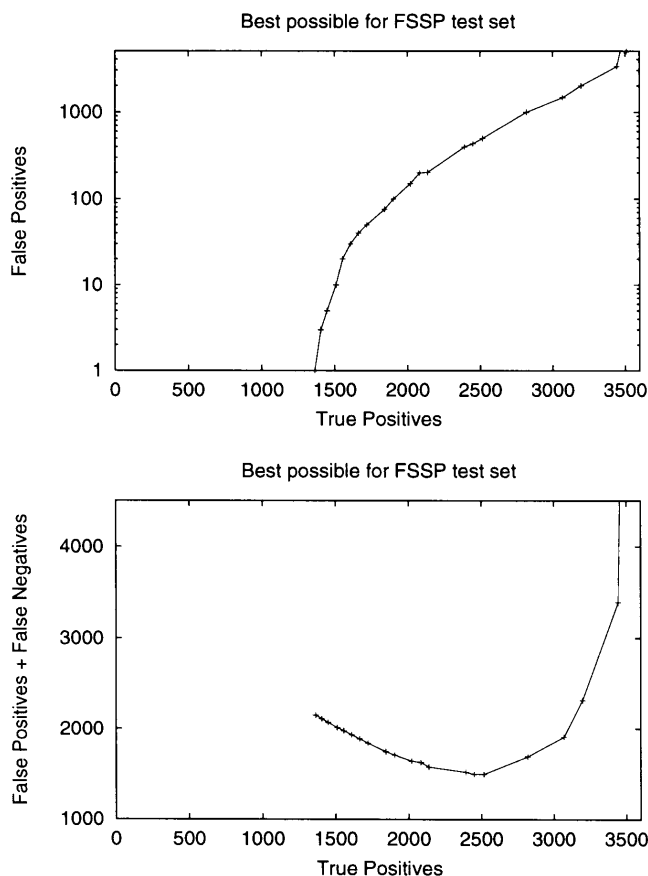 Best possible for FSSP test set
1000
100
10
1
False Positives
0 500 1000 1500 2000 2500 3000 3500
True Positives
Best possible for FSSP test set
4000
3000
2000
1000
False Positives + False Negatives
0 500 1000 1500 2000 2500 3000 3500
True Positives